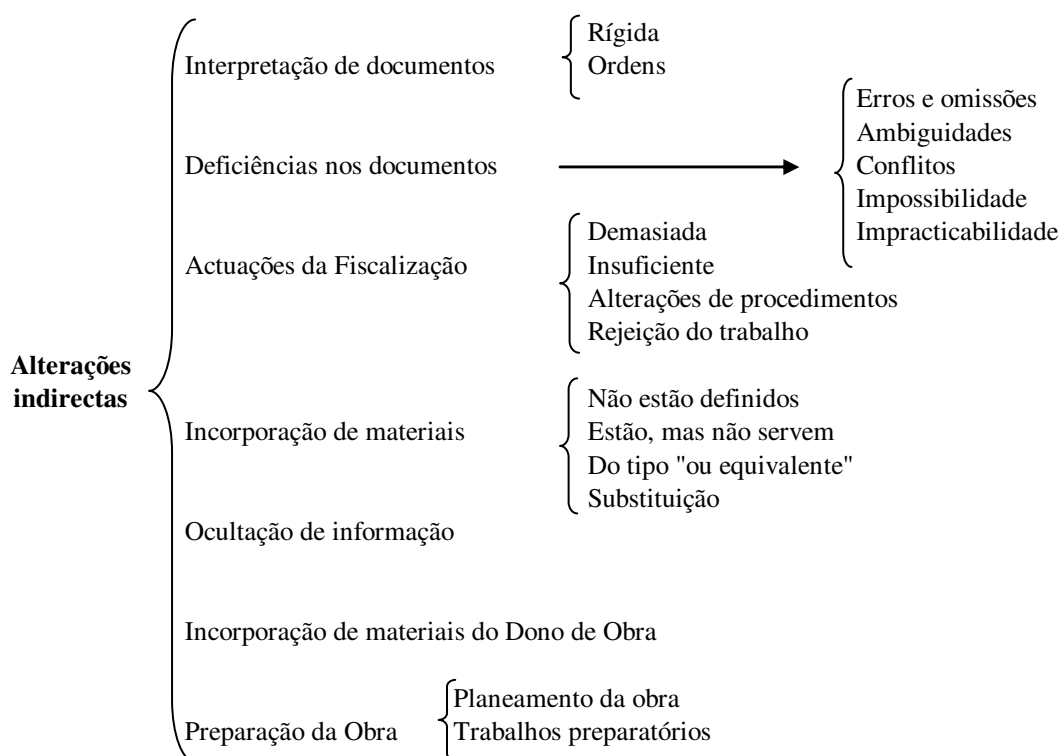 Alterações
indirectas
Interpretação de documentos
Rígida
Ordens
Deficiências nos documentos
Erros e omissões
Ambiguidades
Conflitos
Impossibilidade
Impracticabilidade
Actuações da Fiscalização
Demasiada
Insuficiente
Alterações de procedimentos
Rejeição do trabalho
Incorporação de materiais
Não estão definidos
Estão, mas não servem
Do tipo "ou equivalente"
Substituição
Ocultação de informação
Incorporação de materiais do Dono de Obra
Preparação da Obra
Planeamento da obra
Trabalhos preparatórios